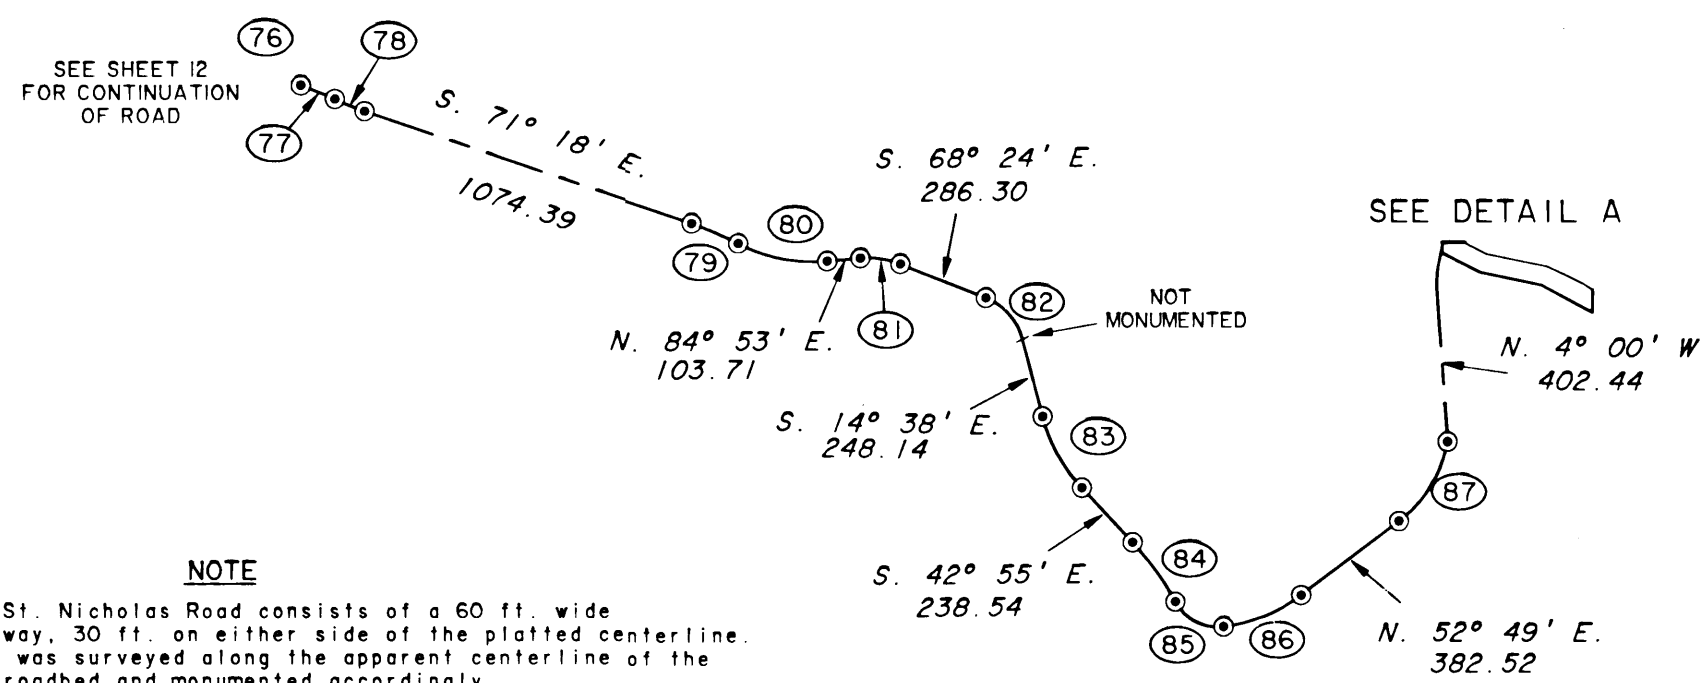 76
78
SEE SHEET 12
FOR CONTINUATION
OF ROAD
77
S. 71° 18' E.
1074.39
S. 68° 24' E.
286.30
SEE DETAIL A
80
79
82
NOT
MONUMENTED
81
N. 84° 53' E.
103.71
N. 4° 00' W
402.44
S. 14° 38' E.
248.14
83
87
84
S. 42° 55' E.
238.54
85
86
N. 52° 49' E.
382.52
NOTE
St. Nicholas Road consists of a 60 ft. wide
way, 30 ft. on either side of the platted centerline.
was surveyed along the apparent centerline of the
roadbed and monumented accordingly